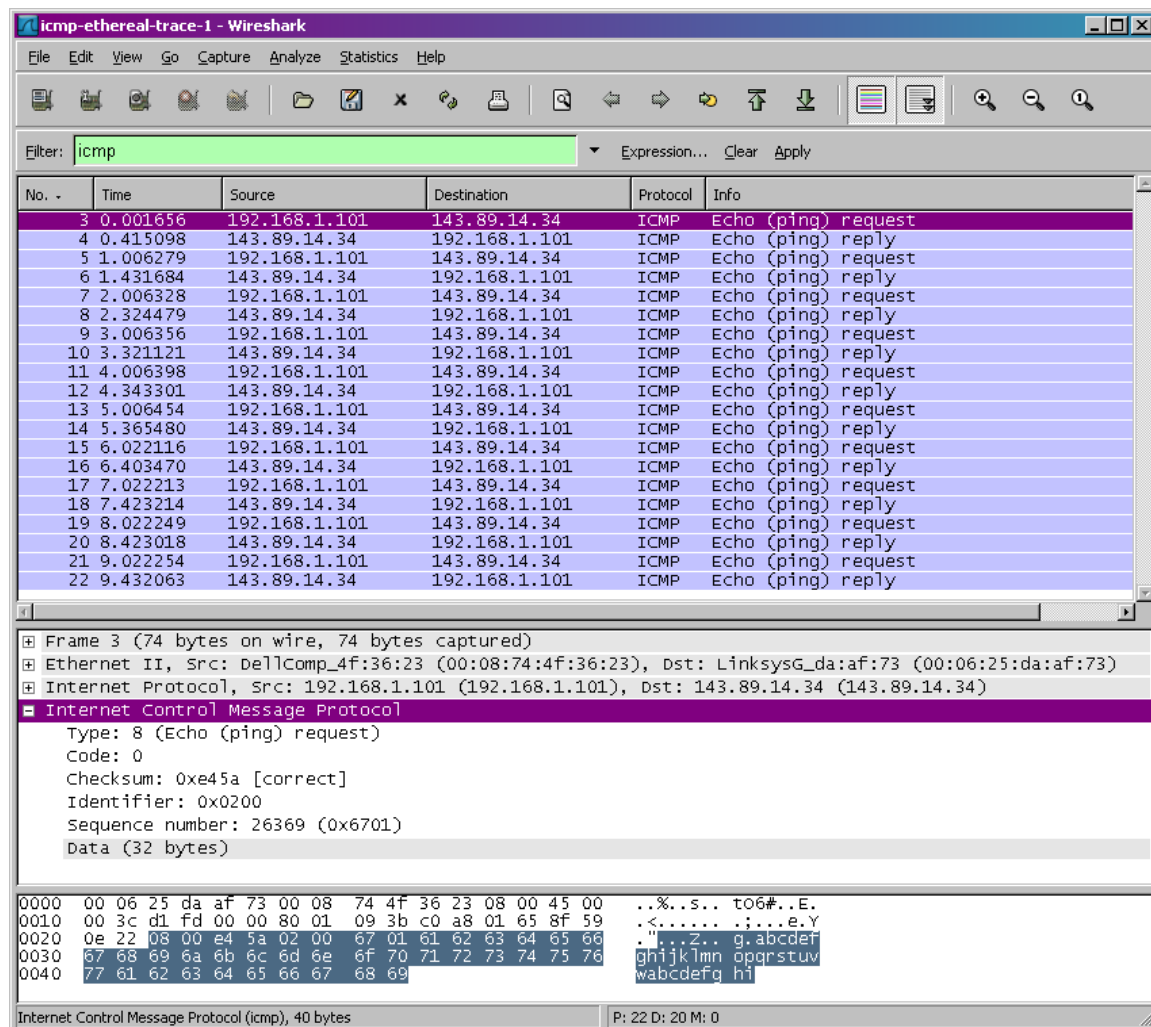 icmp-ethereal-trace-1 - Wireshark
File Edit View Go Capture Analyze Statistics Help
Filter: icmp Expression... Clear Apply
No. Time Source Destination Protocol Info
3 0.001656 192.168.1.101 143.89.14.34 ICMP Echo (ping) request
4 0.415098 143.89.14.34 192.168.1.101 ICMP Echo (ping) reply
5 1.006279 192.168.1.101 143.89.14.34 ICMP Echo (ping) request
6 1.431684 143.89.14.34 192.168.1.101 ICMP Echo (ping) reply
7 2.006328 192.168.1.101 143.89.14.34 ICMP Echo (ping) request
8 2.324479 143.89.14.34 192.168.1.101 ICMP Echo (ping) reply
9 3.006356 192.168.1.101 143.89.14.34 ICMP Echo (ping) request
10 3.321121 143.89.14.34 192.168.1.101 ICMP Echo (ping) reply
11 4.006398 192.168.1.101 143.89.14.34 ICMP Echo (ping) request
12 4.343301 143.89.14.34 192.168.1.101 ICMP Echo (ping) reply
13 5.006454 192.168.1.101 143.89.14.34 ICMP Echo (ping) request
14 5.365480 143.89.14.34 192.168.1.101 ICMP Echo (ping) reply
15 6.022116 192.168.1.101 143.89.14.34 ICMP Echo (ping) request
16 6.403470 143.89.14.34 192.168.1.101 ICMP Echo (ping) reply
17 7.022213 192.168.1.101 143.89.14.34 ICMP Echo (ping) request
18 7.423214 143.89.14.34 192.168.1.101 ICMP Echo (ping) reply
19 8.022249 192.168.1.101 143.89.14.34 ICMP Echo (ping) request
20 8.423018 143.89.14.34 192.168.1.101 ICMP Echo (ping) reply
21 9.022254 192.168.1.101 143.89.14.34 ICMP Echo (ping) request
22 9.432063 143.89.14.34 192.168.1.101 ICMP Echo (ping) reply
Frame 3 (74 bytes on wire, 74 bytes captured)
Ethernet II, Src: DellComp_4f:36:23 (00:08:74:4f:36:23), Dst: LinksysG_da:af:73 (00:06:25:da:af:73)
Internet Protocol, Src: 192.168.1.101 (192.168.1.101), Dst: 143.89.14.34 (143.89.14.34)
Internet Control Message Protocol
Type: 8 (Echo (ping) request)
Code: 0
Checksum: 0xe45a [correct]
Identifier: 0x0200
Sequence number: 26369 (0x6701)
Data (32 bytes)
0000 00 06 25 da af 73 00 08 74 4f 36 23 08 00 45 00 ..%..s.. tO6#..E.
0010 00 3c d1 fd 00 00 80 01 09 3b c0 a8 01 65 8f 59 .<...... .;...e.Y
0020 0e 22 08 00 e4 5a 02 00 67 01 61 62 63 64 65 66 ."...Z.. g.abcdef
0030 67 68 69 6a 6b 6c 6d 6e 6f 70 71 72 73 74 75 76 ghijklmn opqrstuv
0040 77 61 62 63 64 65 66 67 68 69 wabcdefg hi
Internet Control Message Protocol (icmp), 40 bytes P: 22 D: 20 M: 0